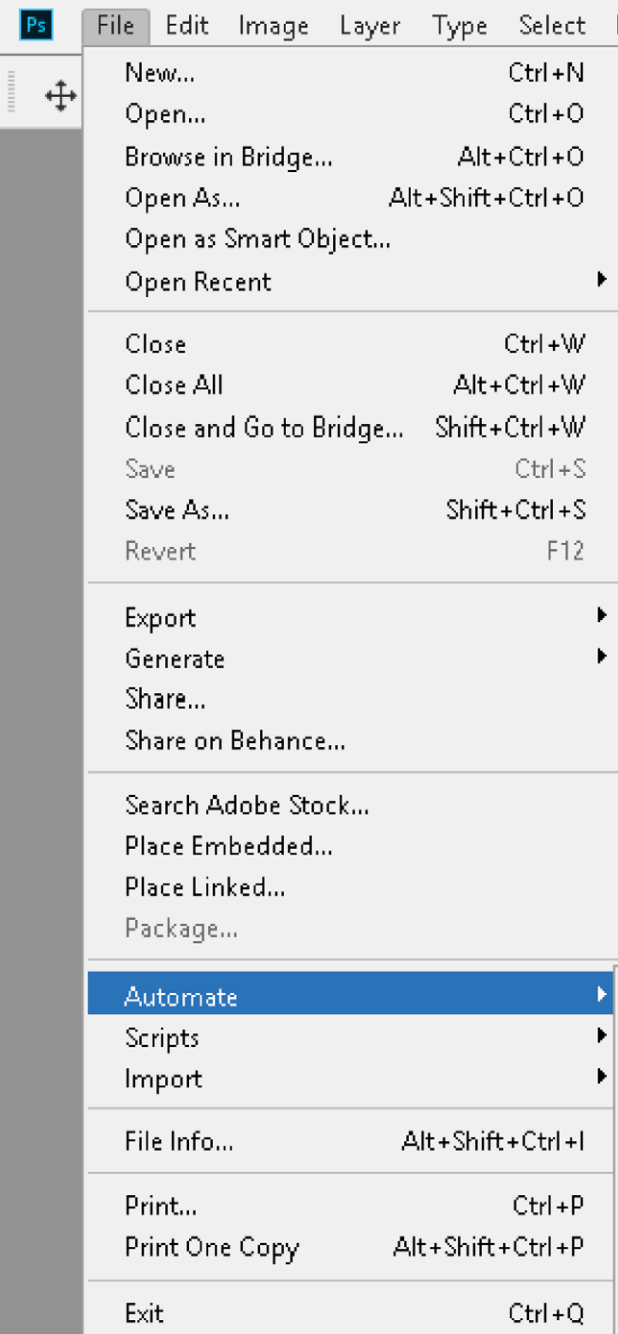 Ps File Edit Image Layer Type Select
New... Ctrl+N
Open... Ctrl+O
Browse in Bridge... Alt+Ctrl+O
Open As... Alt+Shift+Ctrl+O
Open as Smart Object...
Open Recent
Close Ctrl+W
Close All Alt+Ctrl+W
Close and Go to Bridge... Shift+Ctrl+W
Save Ctrl+S
Save As... Shift+Ctrl+S
Revert F12
Export
Generate
Share...
Share on Behance...
Search Adobe Stock...
Place Embedded...
Place Linked...
Package...
Automate
Scripts
Import
File Info... Alt+Shift+Ctrl+I
Print... Ctrl+P
Print One Copy Alt+Shift+Ctrl+P
Exit Ctrl+Q